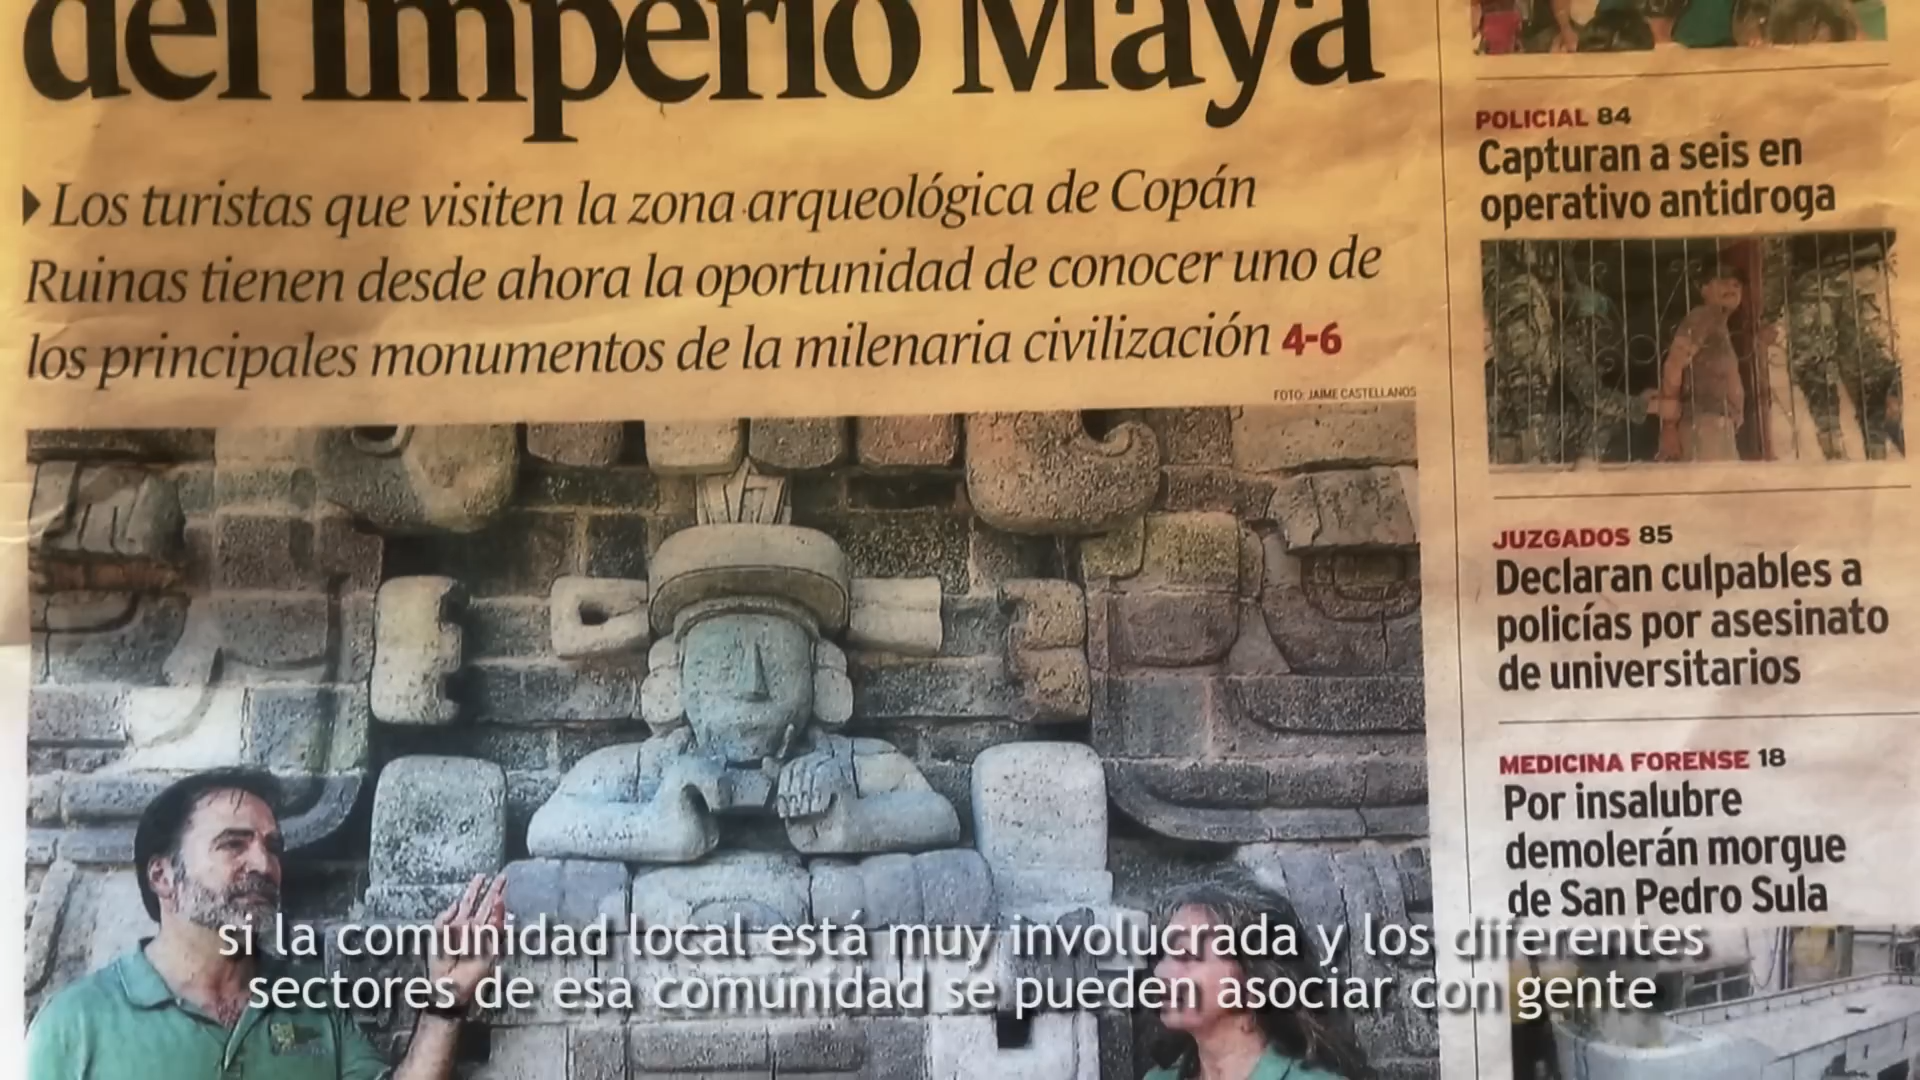 del Imperio Maya
Los turistas que visiten la zona arqueológica de Copán
Ruinas tienen desde ahora la oportunidad de conocer uno de
los principales monumentos de la milenaria civilización 4-6
FOTO: JAIME CASTELLANOS
POLICIAL 84
Capturan a seis en
operativo antidroga
JUZGADOS 85
Declaran culpables a
policías por asesinato
de universitarios
MEDICINA FORENSE 18
Por insalubre
demolerán morgue
de San Pedro Sula
si la comunidad local está muy involucrada y los diferentes
sectores de esa comunidad se pueden asociar con gente